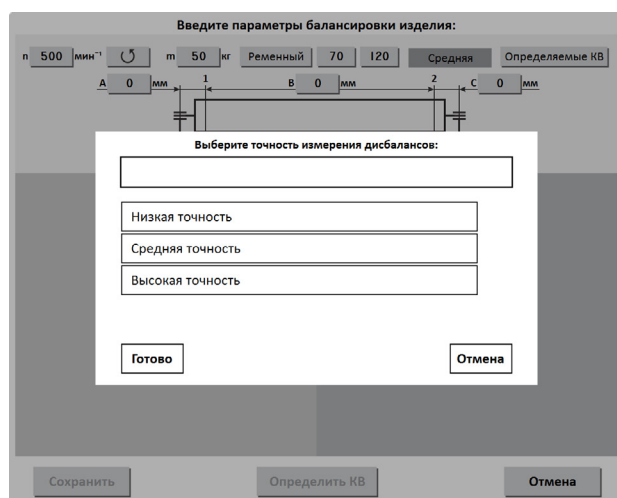 Введите параметры балансировки изделия:
n 500 мин⁻¹ ↺ m 50 кг Ременный 70 120 Средняя Определяемые КВ
A 0 мм 1 B 0 мм 2 C 0 мм
Выберите точность измерения дисбалансов:
Низкая точность
Средняя точность
Высокая точность
Готово Отмена
Сохранить Определить КВ Отмена